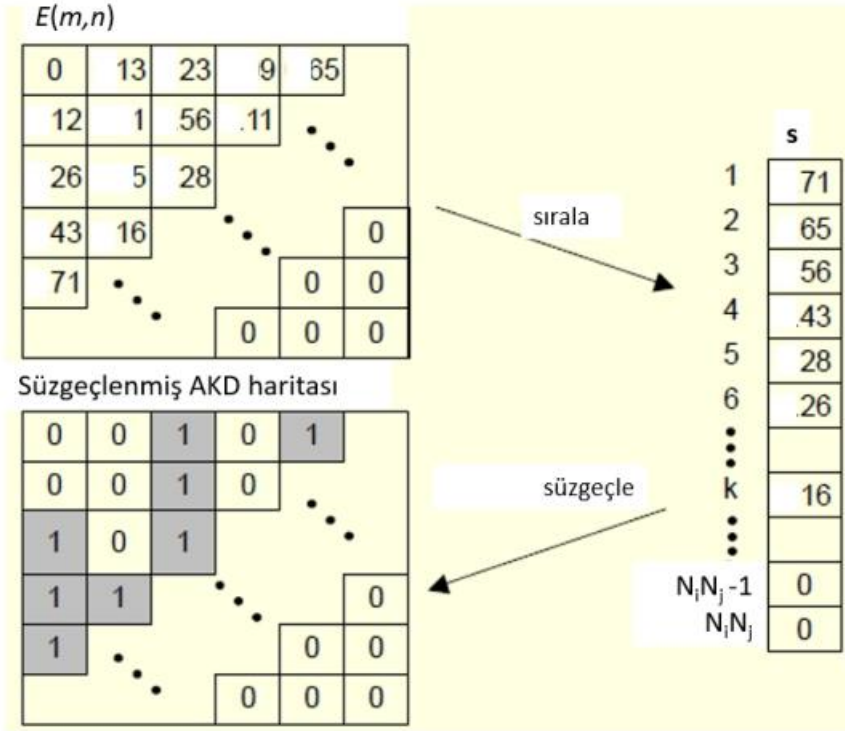 E(m,n)
0 13 23 9 65
12 1 56 .11
26 5 28
43 16 0
71 0 0
0 0 0
Süzgeçlenmiş AKD haritası
0 0 1 0 1
0 0 1 0
1 0 1
1 1 0
1 0 0
0 0 0
sırala
süzgeçle
s
1 71
2 65
3 56
4 .43
5 28
6 .26
k 16
NᵢNⱼ -1 0
NᵢNⱼ 0